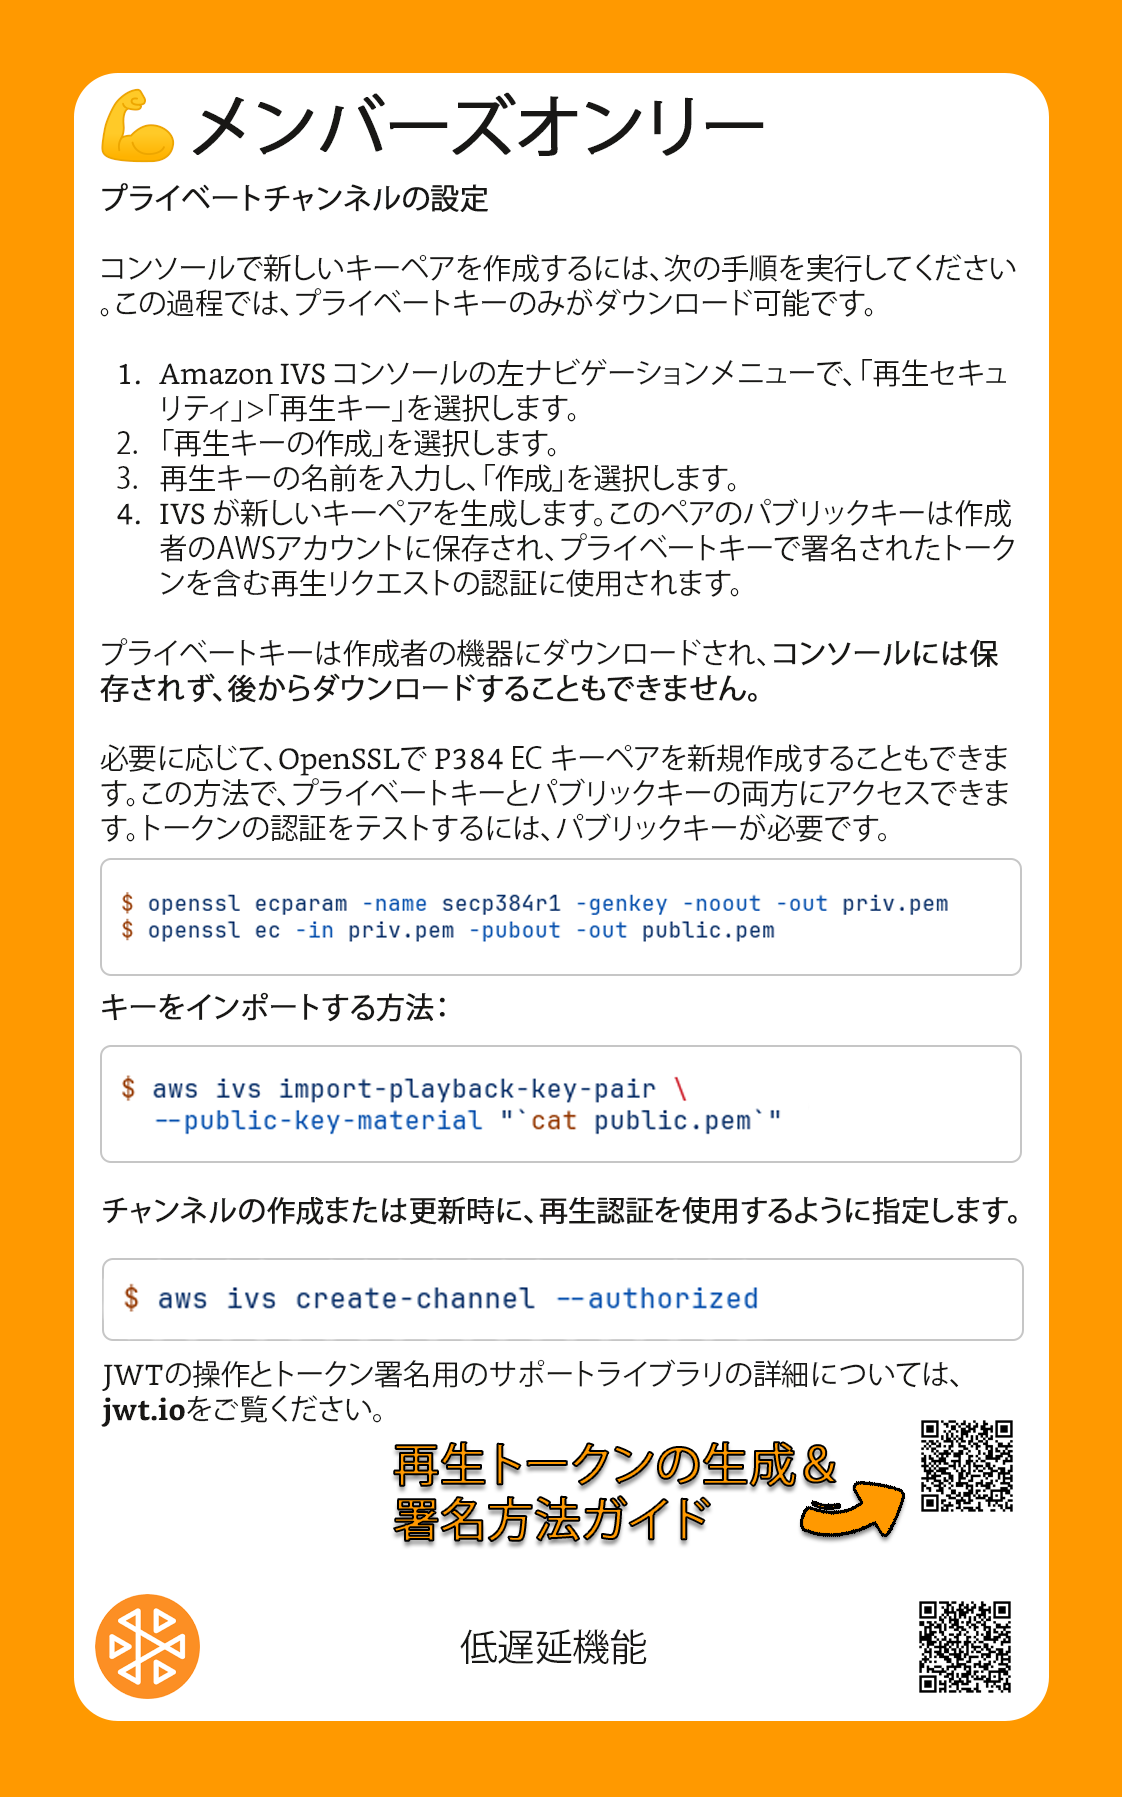 💪 メンバーズオンリー
プライベートチャンネルの設定
コンソールで新しいキーペアを作成するには、次の手順を実行してください
。この過程では、プライベートキーのみがダウンロード可能です。
1. Amazon IVS コンソールの左ナビゲーションメニューで、「再生セキュ
リティ」>「再生キー」を選択します。
2. 「再生キーの作成」を選択します。
3. 再生キーの名前を入力し、「作成」を選択します。
4. IVS が新しいキーペアを生成します。このペアのパブリックキーは作成
者のAWSアカウントに保存され、プライベートキーで署名されたトーク
ンを含む再生リクエストの認証に使用されます。
プライベートキーは作成者の機器にダウンロードされ、コンソールには保
存されず、後からダウンロードすることもできません。
必要に応じて、OpenSSLで P384 EC キーペアを新規作成することもできま
す。この方法で、プライベートキーとパブリックキーの両方にアクセスできま
す。トークンの認証をテストするには、パブリックキーが必要です。
$ openssl ecparam -name secp384r1 -genkey -noout -out priv.pem
$ openssl ec -in priv.pem -pubout -out public.pem
キーをインポートする方法：
$ aws ivs import-playback-key-pair \
--public-key-material "`cat public.pem`"
チャンネルの作成または更新時に、再生認証を使用するように指定します。
$ aws ivs create-channel --authorized
JWTの操作とトークン署名用のサポートライブラリの詳細については、
jwt.ioをご覧ください。
再生トークンの生成＆
署名方法ガイド
低遅延機能